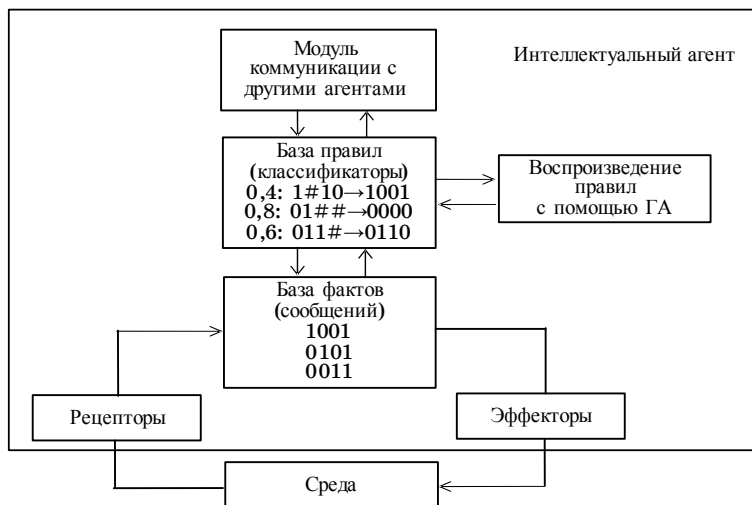 Модуль
коммуникации с
другими агентами
Интеллектуальный агент
База правил
(классификаторы)
0,4: 1#10→1001
0,8: 01##→0000
0,6: 011#→0110
Воспроизведение
правил
с помощью ГА
База фактов
(сообщений)
1001
0101
0011
Рецепторы
Эффекторы
Среда